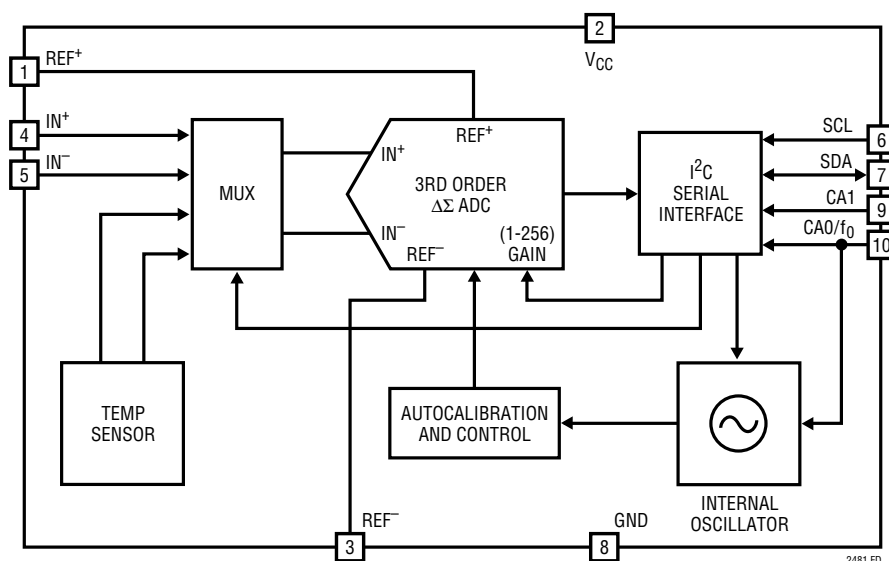 2
V_CC
1
REF⁺
4
IN⁺
5
IN⁻
MUX
REF⁺
IN⁺
3RD ORDER
ΔΣ ADC
IN⁻
REF⁻
(1-256)
GAIN
I²C
SERIAL
INTERFACE
SCL
6
SDA
7
CA1
9
CA0/f₀
10
TEMP
SENSOR
AUTOCALIBRATION
AND CONTROL
INTERNAL
OSCILLATOR
REF⁻
3
GND
8
2481 FD